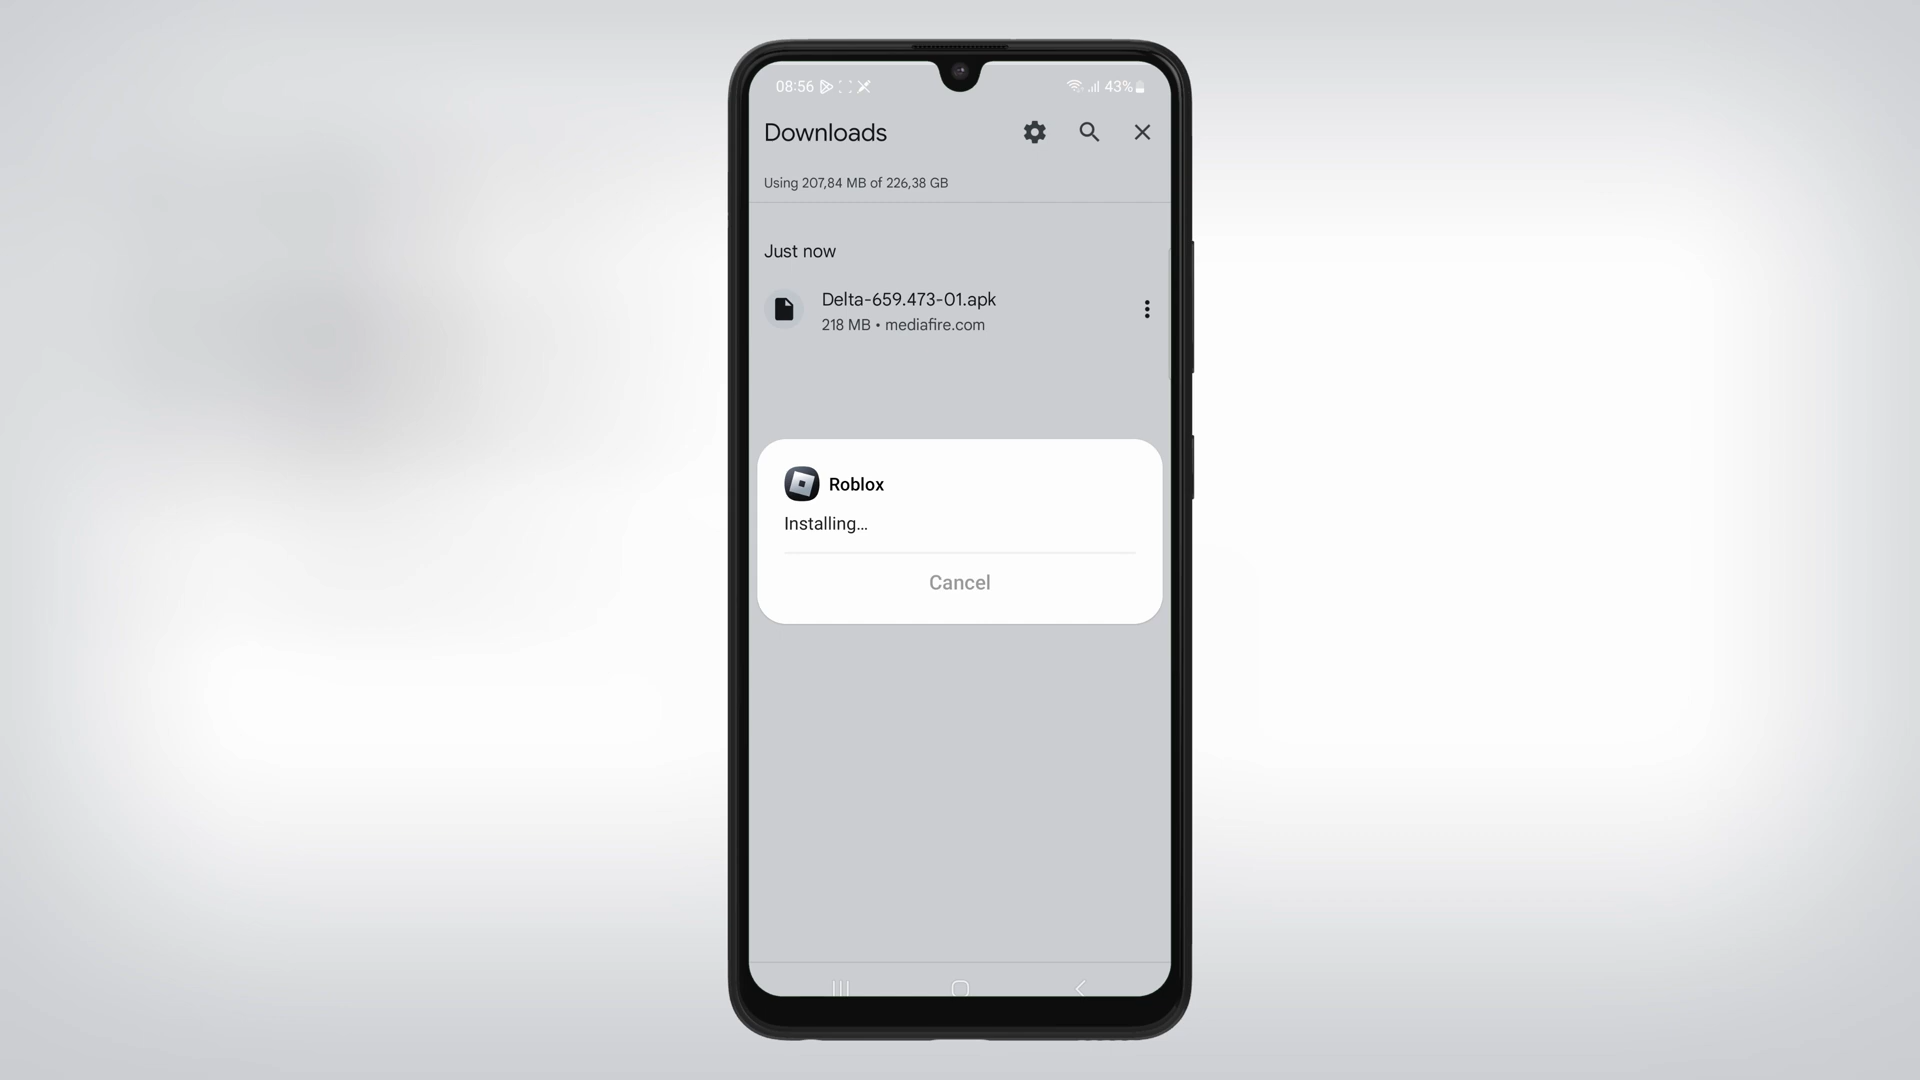 08:56
43%
Downloads
Using 207,84 MB of 226,38 GB
Just now
Delta-659.473-01.apk
218 MB • mediafire.com
Roblox
Installing...
Cancel